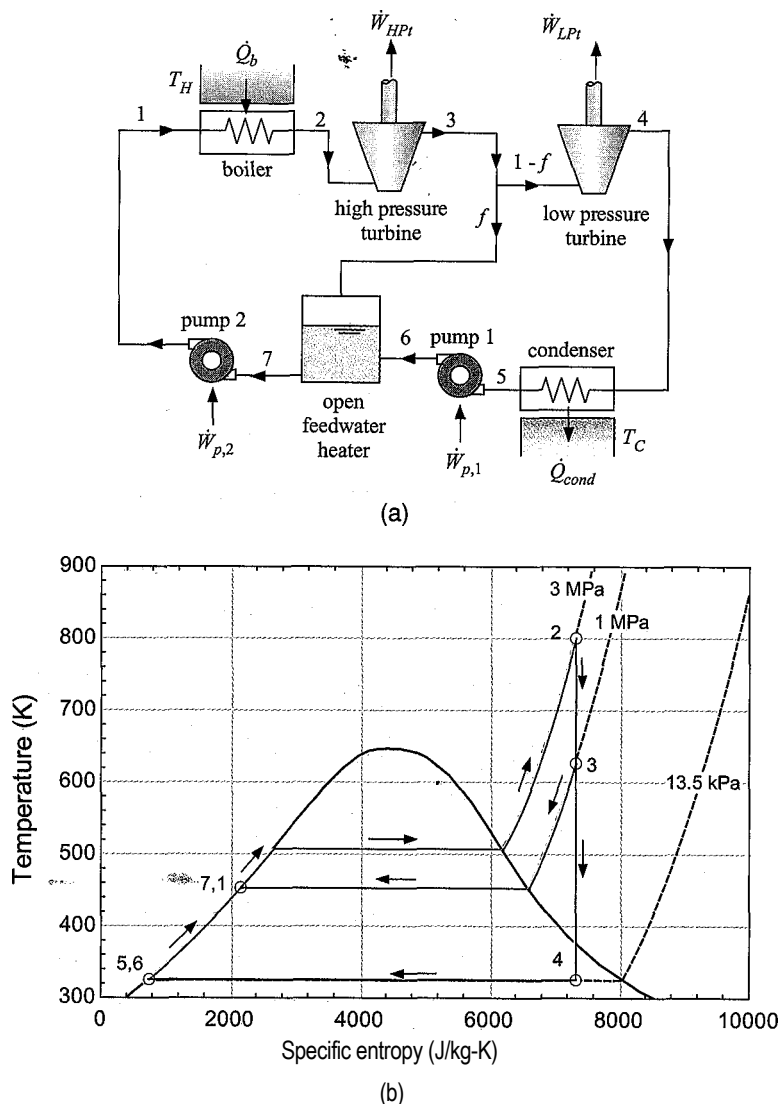 Ẇ_HPt
Ẇ_LPt
Q̇_b
T_H
1
2
3
4
boiler
1 - f
high pressure
turbine
f
low pressure
turbine
pump 2
6
pump 1
condenser
7
5
open
feedwater
heater
T_C
Ẇ_p,2
Ẇ_p,1
Q̇_cond
(a)
900
800
700
600
500
400
300
Temperature (K)
3 MPa
1 MPa
2
3
13.5 kPa
7,1
5,6
4
0
2000
4000
6000
8000
10000
Specific entropy (J/kg-K)
(b)